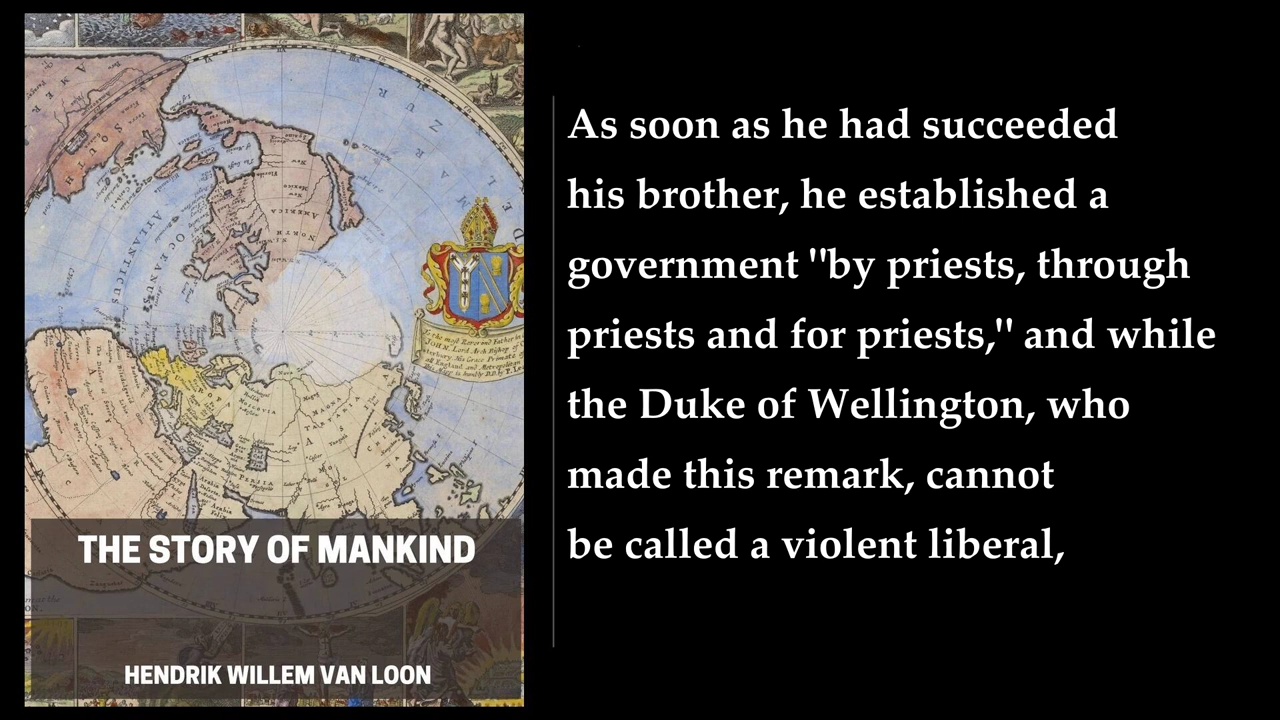 THE STORY OF MANKIND
HENDRIK WILLEM VAN LOON
As soon as he had succeeded
his brother, he established a
government "by priests, through
priests and for priests," and while
the Duke of Wellington, who
made this remark, cannot
be called a violent liberal,